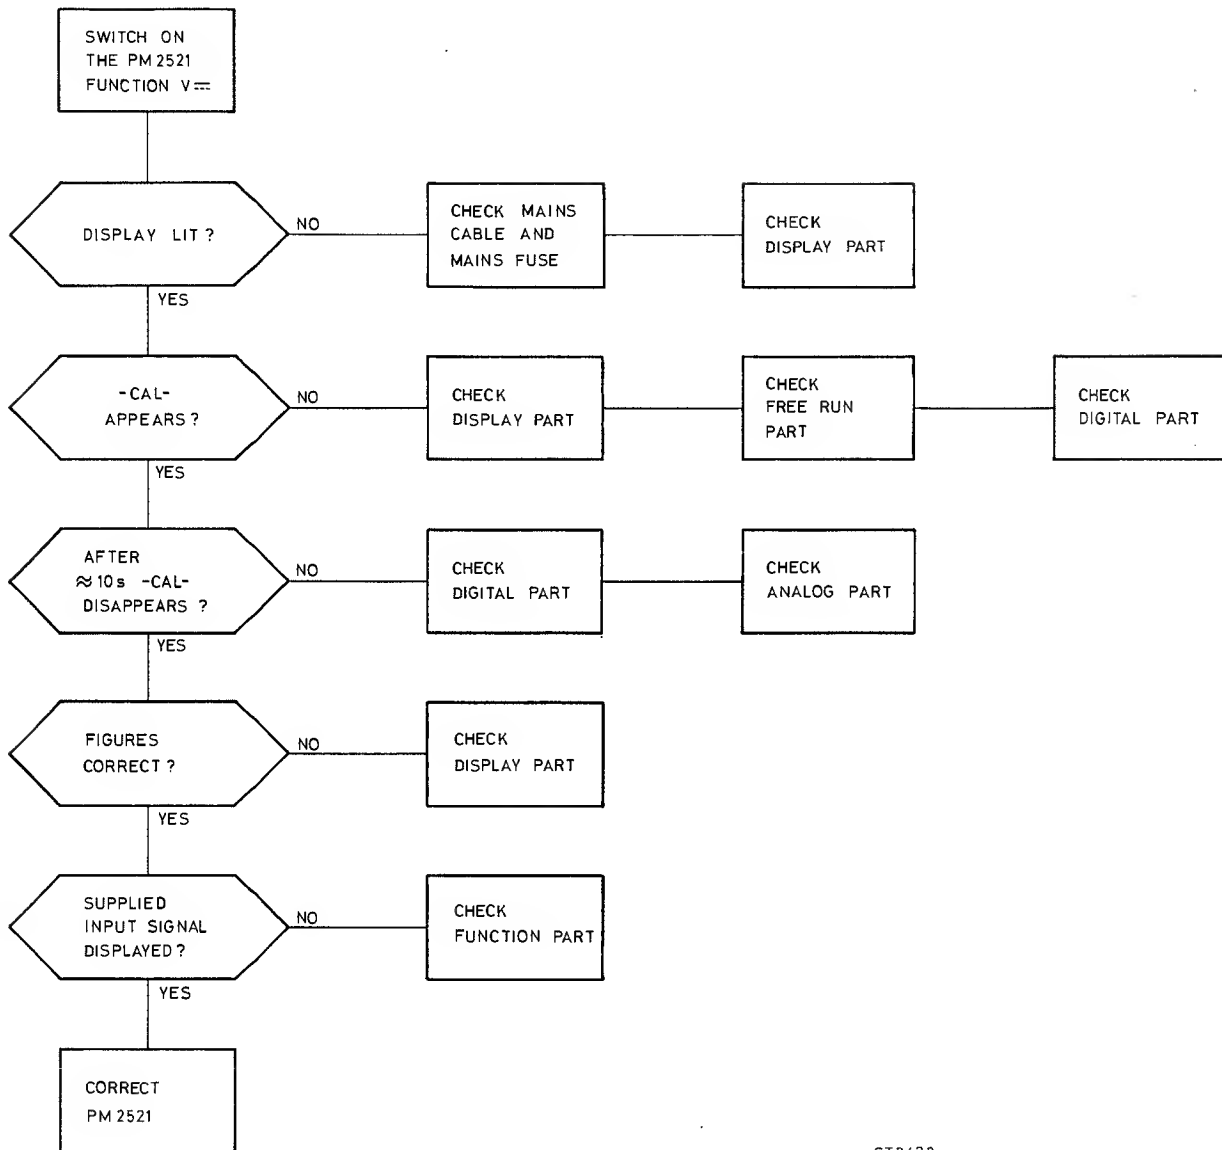 SWITCH ON
THE PM 2521
FUNCTION V⎓
DISPLAY LIT ?
NO
CHECK MAINS
CABLE AND
MAINS FUSE
CHECK
DISPLAY PART
YES
-CAL-
APPEARS ?
NO
CHECK
DISPLAY PART
CHECK
FREE RUN
PART
CHECK
DIGITAL PART
YES
AFTER
≈ 10 s -CAL-
DISAPPEARS ?
NO
CHECK
DIGITAL PART
CHECK
ANALOG PART
YES
FIGURES
CORRECT ?
NO
CHECK
DISPLAY PART
YES
SUPPLIED
INPUT SIGNAL
DISPLAYED ?
NO
CHECK
FUNCTION PART
YES
CORRECT
PM 2521